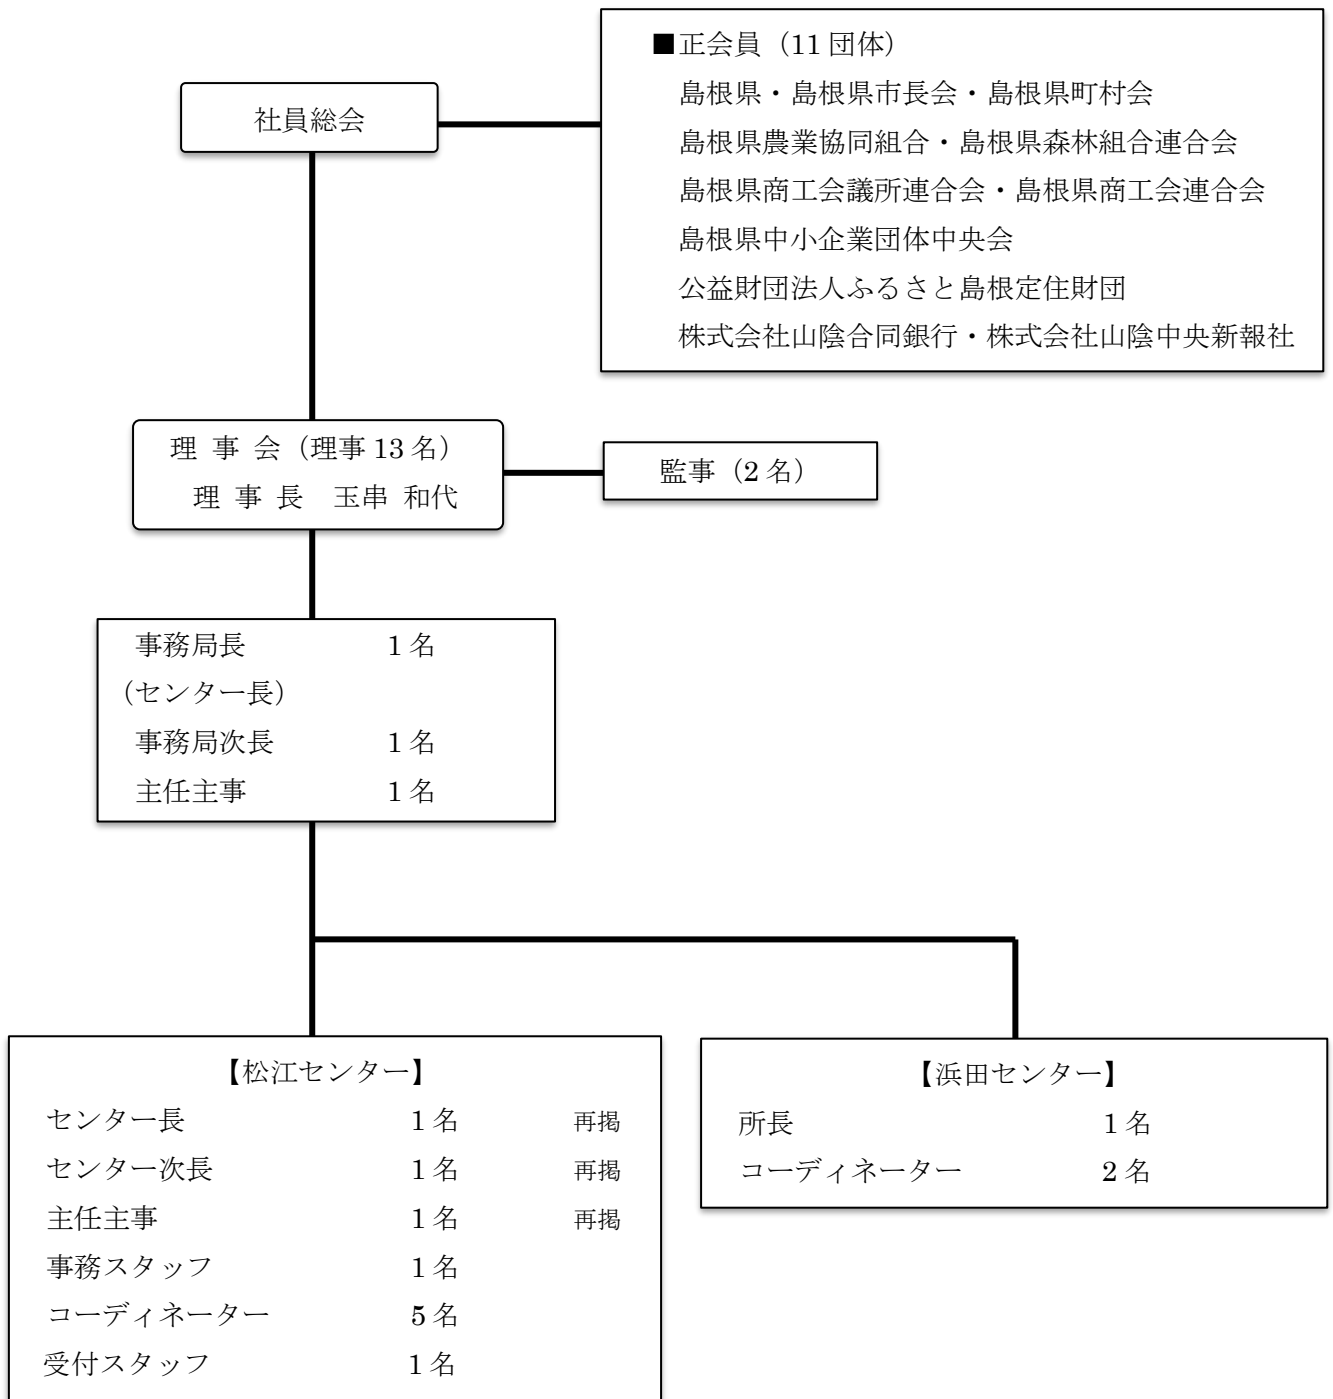 社員総会
■正会員（11団体）
島根県・島根県市長会・島根県町村会
島根県農業協同組合・島根県森林組合連合会
島根県商工会議所連合会・島根県商工会連合会
島根県中小企業団体中央会
公益財団法人ふるさと島根定住財団
株式会社山陰合同銀行・株式会社山陰中央新報社
理 事 会（理事13名）
理 事 長　玉串 和代
監事（2名）
事務局長 1名
（センター長）
事務局次長 1名
主任主事 1名
【松江センター】
センター長 1名 再掲
センター次長 1名 再掲
主任主事 1名 再掲
事務スタッフ 1名
コーディネーター 5名
受付スタッフ 1名
【浜田センター】
所長 1名
コーディネーター 2名